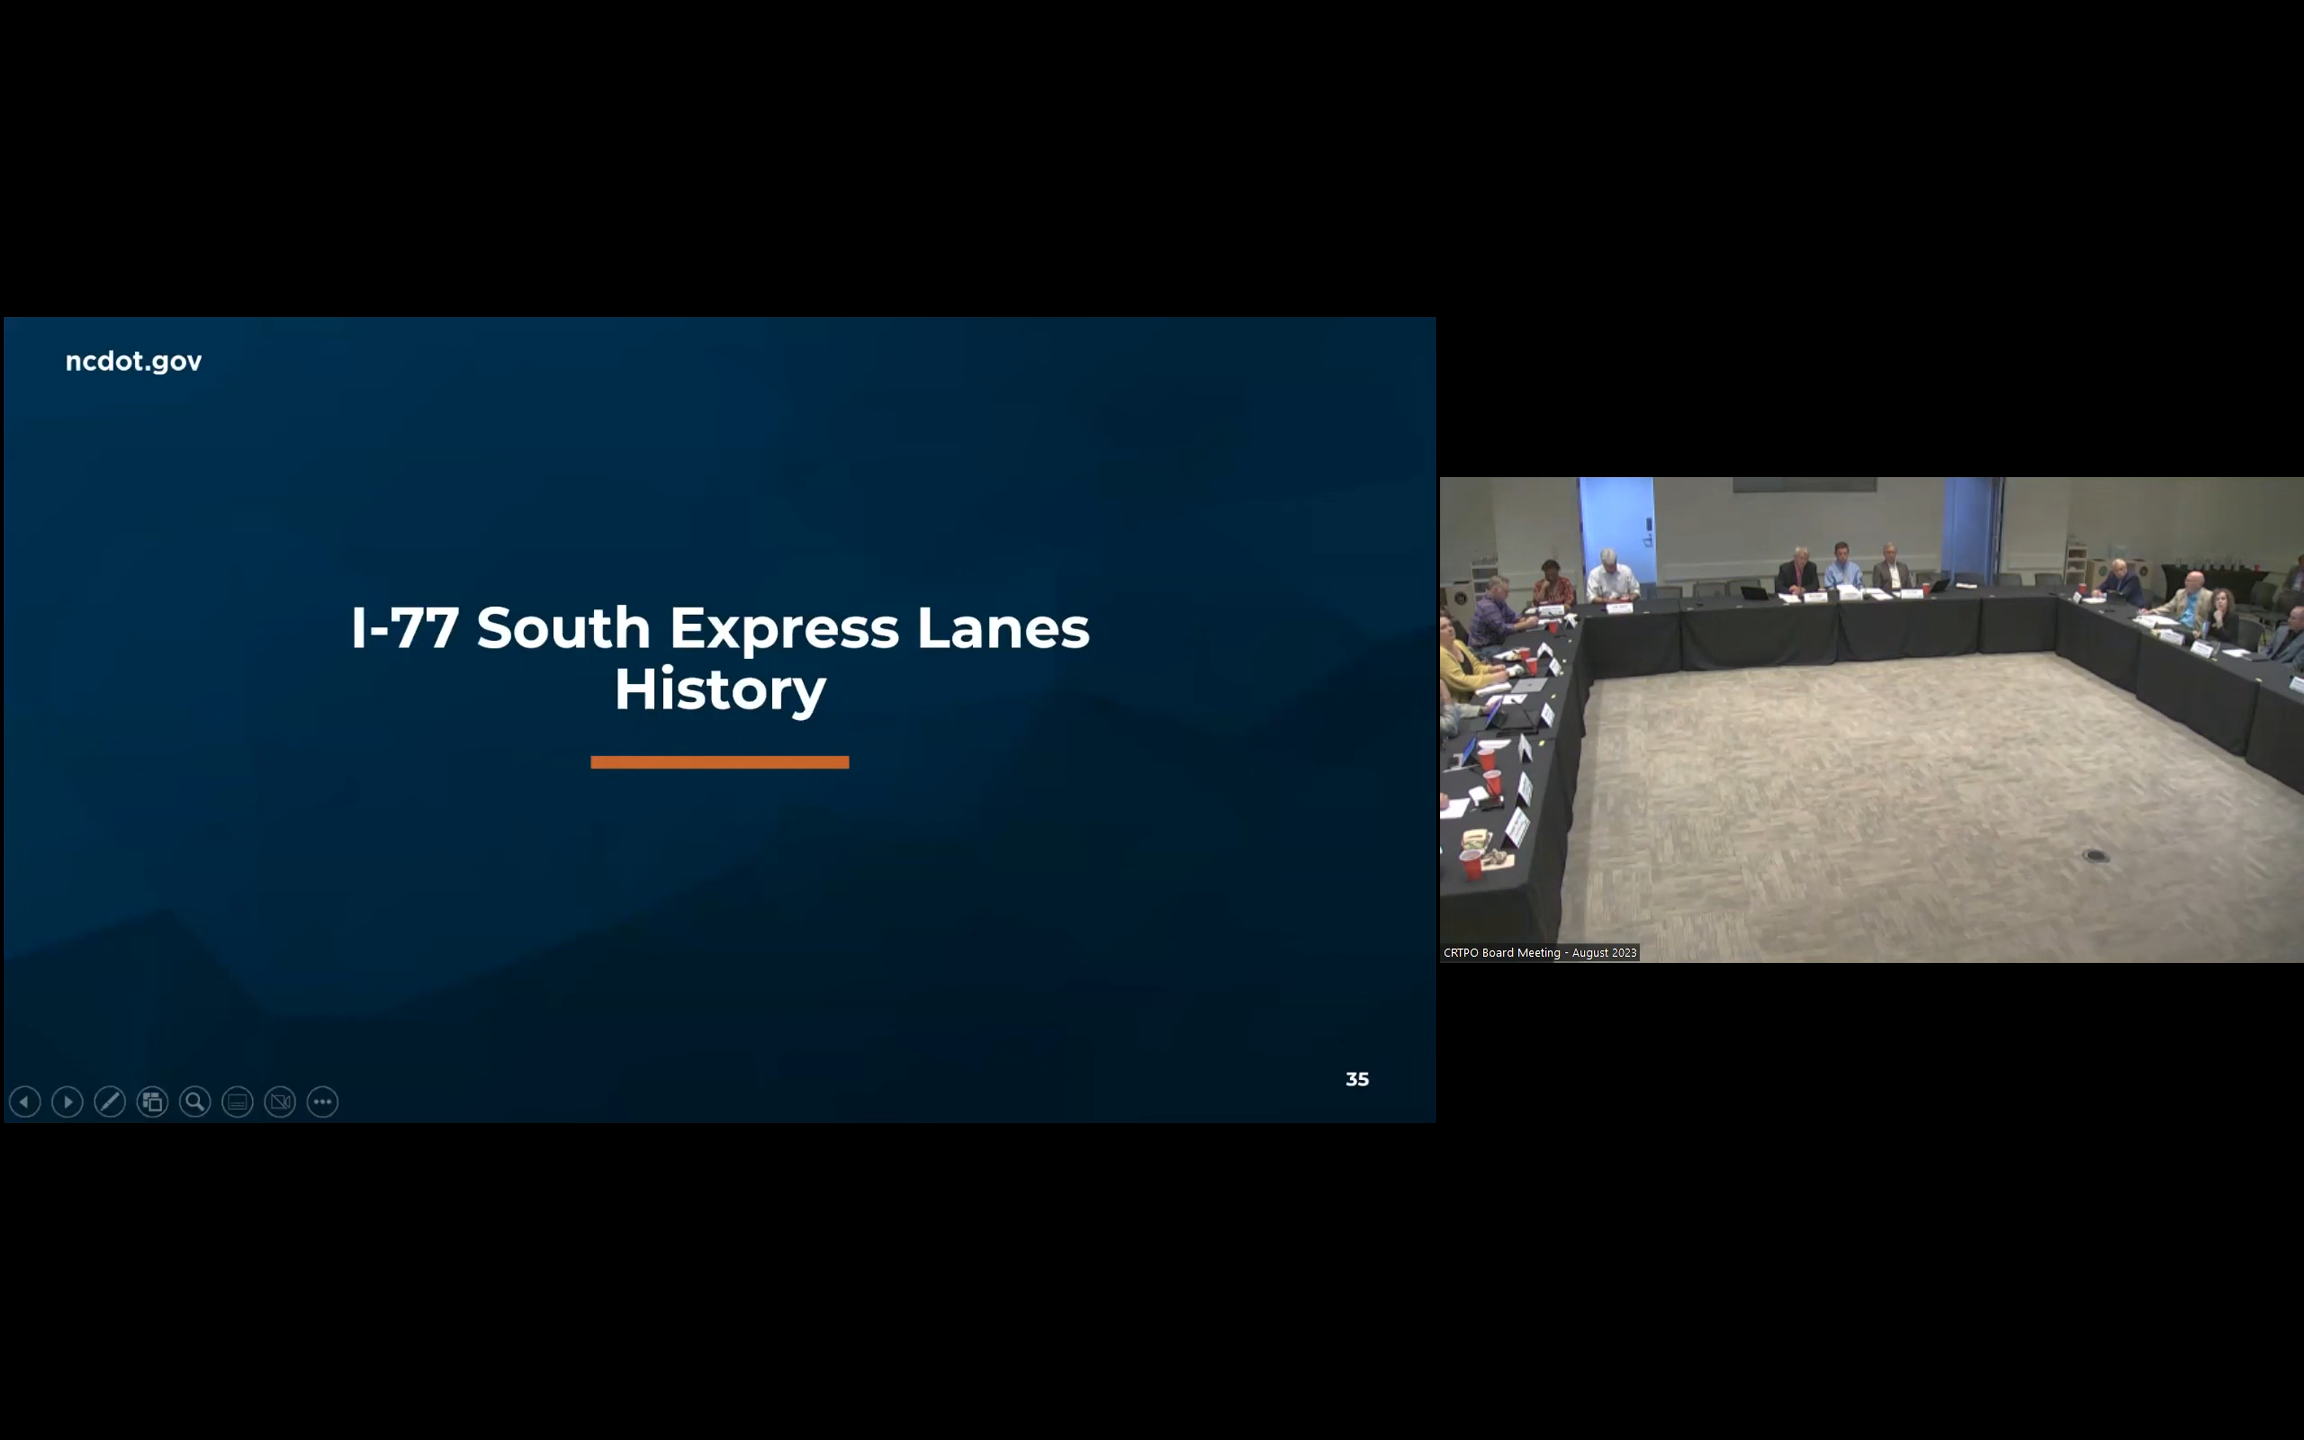 ncdot.gov
I-77 South Express Lanes
History
35
CRTPO Board Meeting - August 2023